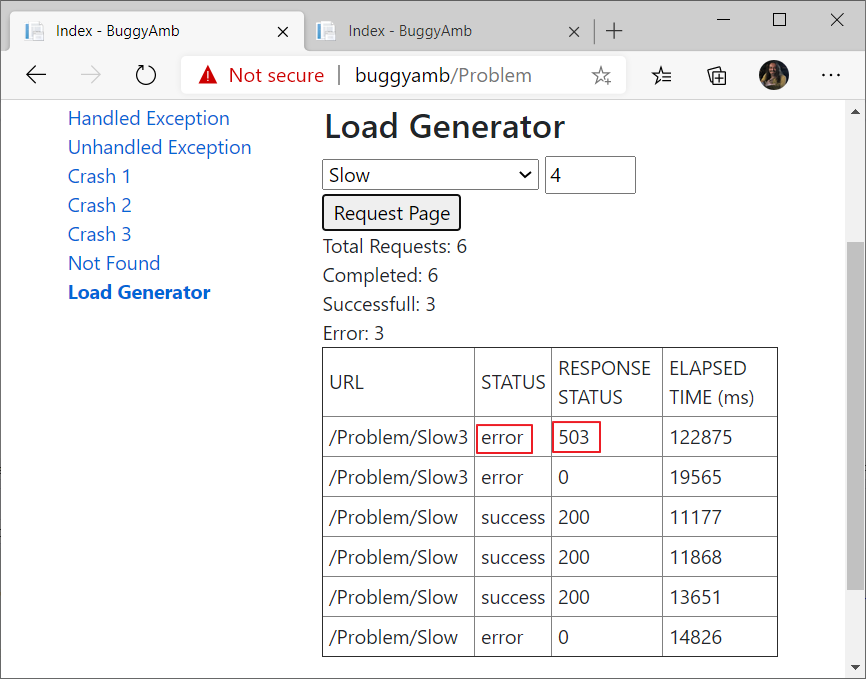 Index - BuggyAmb
Index - BuggyAmb
Not secure | buggyamb/Problem
Handled Exception
Unhandled Exception
Crash 1
Crash 2
Crash 3
Not Found
Load Generator
Load Generator
Slow 4
Request Page
Total Requests: 6
Completed: 6
Successfull: 3
Error: 3
URL STATUS RESPONSE STATUS ELAPSED TIME (ms)
/Problem/Slow3 error 503 122875
/Problem/Slow3 error 0 19565
/Problem/Slow success 200 11177
/Problem/Slow success 200 11868
/Problem/Slow success 200 13651
/Problem/Slow error 0 14826